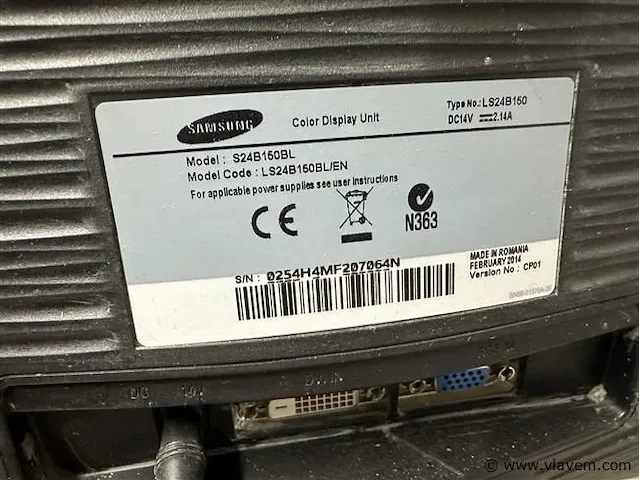 SAMSUNG
Color Display Unit
Type No.: LS24B150
DC14V 2.14A
Model : S24B150BL
Model Code : LS24B150BL/EN
For applicable power supplies see user instructions
CE
N363
S/N : 0254H4MF207064N
MADE IN ROMANIA
FEBRUARY 2014
Version No : CP01
DC 14V
DVI IN
© www.vlavem.com